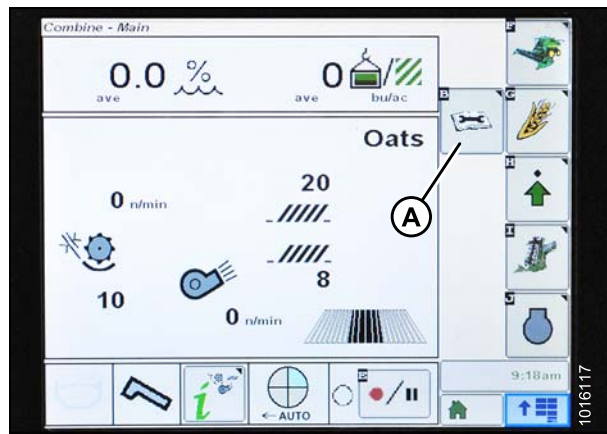 Combine - Main
0.0 %
ave
0 /
ave bu/ac
Oats
0 n/min
20
10
8
0 n/min
A
F
B
G
H
I
J
i
← AUTO
E
/
9:18am
1016117